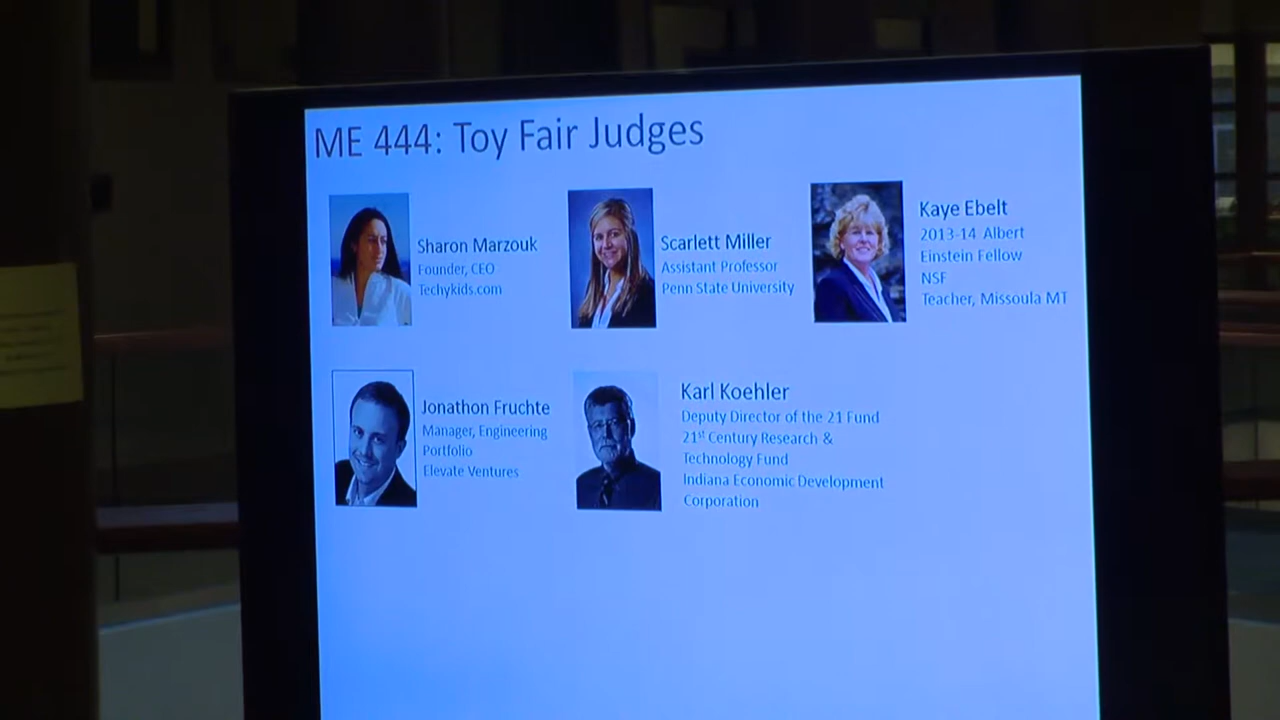 ME 444: Toy Fair Judges
Sharon Marzouk
Founder, CEO
Techykids.com
Scarlett Miller
Assistant Professor
Penn State University
Kaye Ebelt
2013-14 Albert
Einstein Fellow
NSF
Teacher, Missoula MT
Jonathon Fruchte
Manager, Engineering
Portfolio
Elevate Ventures
Karl Koehler
Deputy Director of the 21 Fund
21st Century Research &
Technology Fund
Indiana Economic Development
Corporation